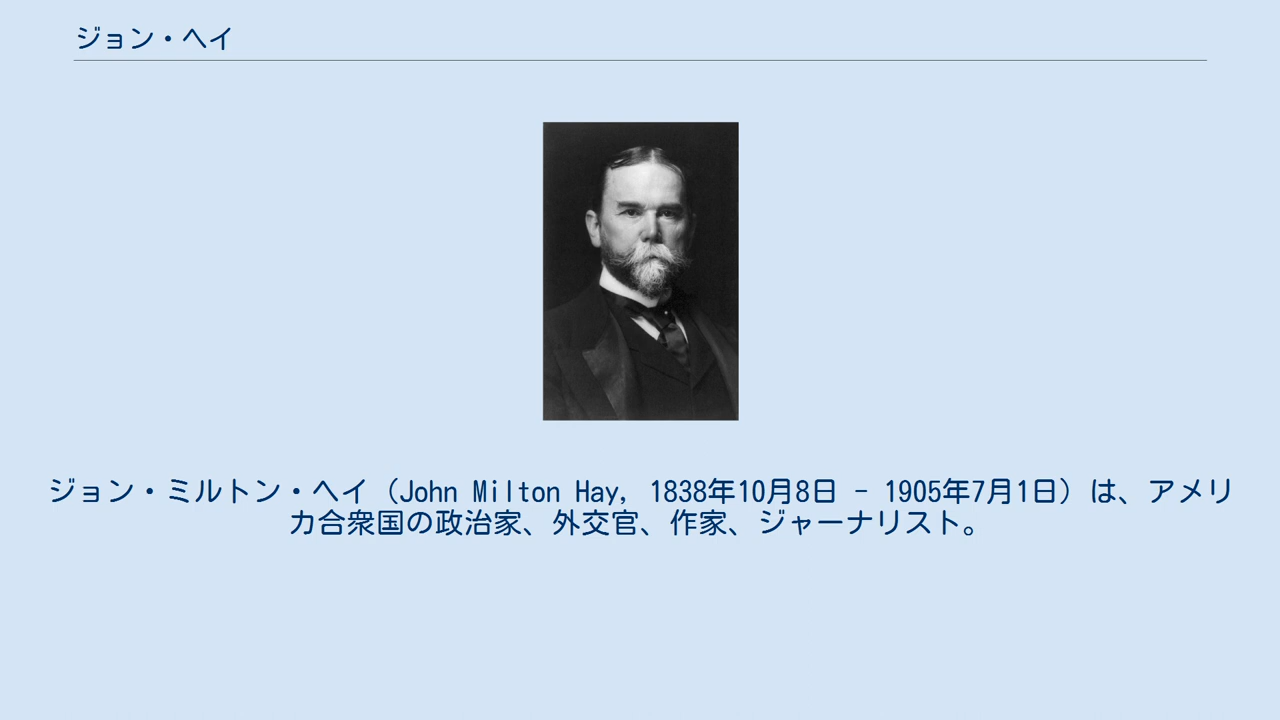 ジョン・ヘイ
ジョン・ミルトン・ヘイ（John Milton Hay, 1838年10月8日 - 1905年7月1日）は、アメリ
カ合衆国の政治家、外交官、作家、ジャーナリスト。